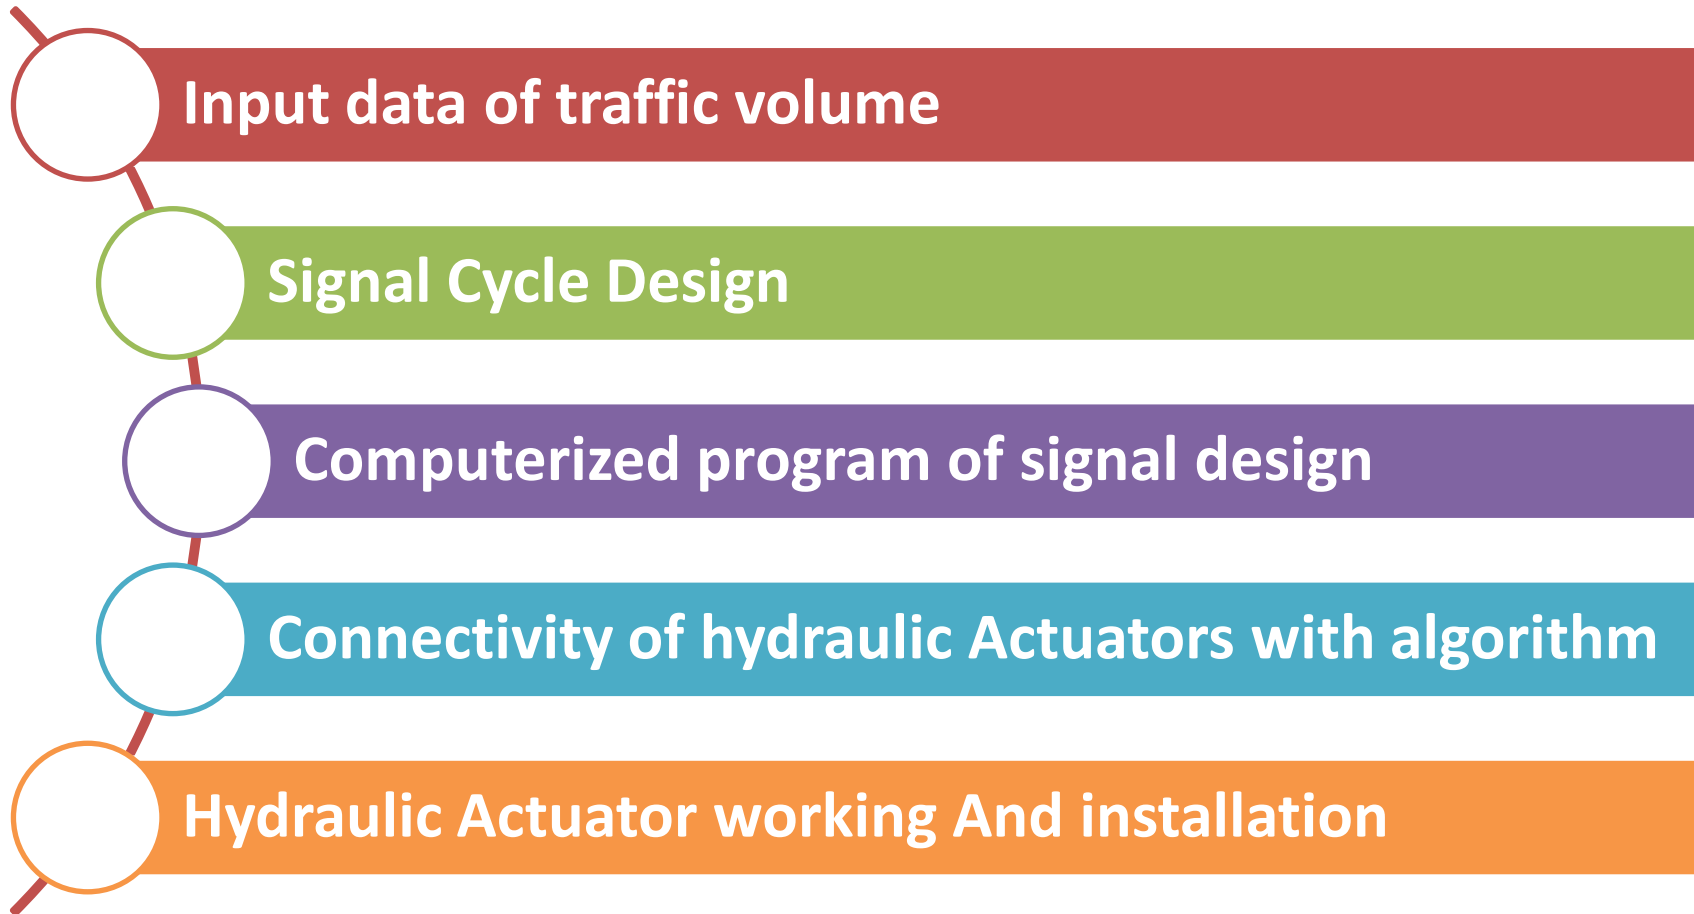 Input data of traffic volume
Signal Cycle Design
Computerized program of signal design
Connectivity of hydraulic Actuators with algorithm
Hydraulic Actuator working And installation